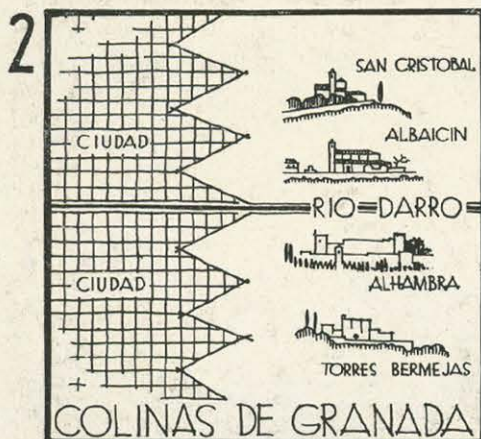 2
SAN CRISTOBAL
ALBAICIN
CIUDAD
RIO DARRO
CIUDAD
ALHAMBRA
TORRES BERMEJAS
COLINAS DE GRANADA